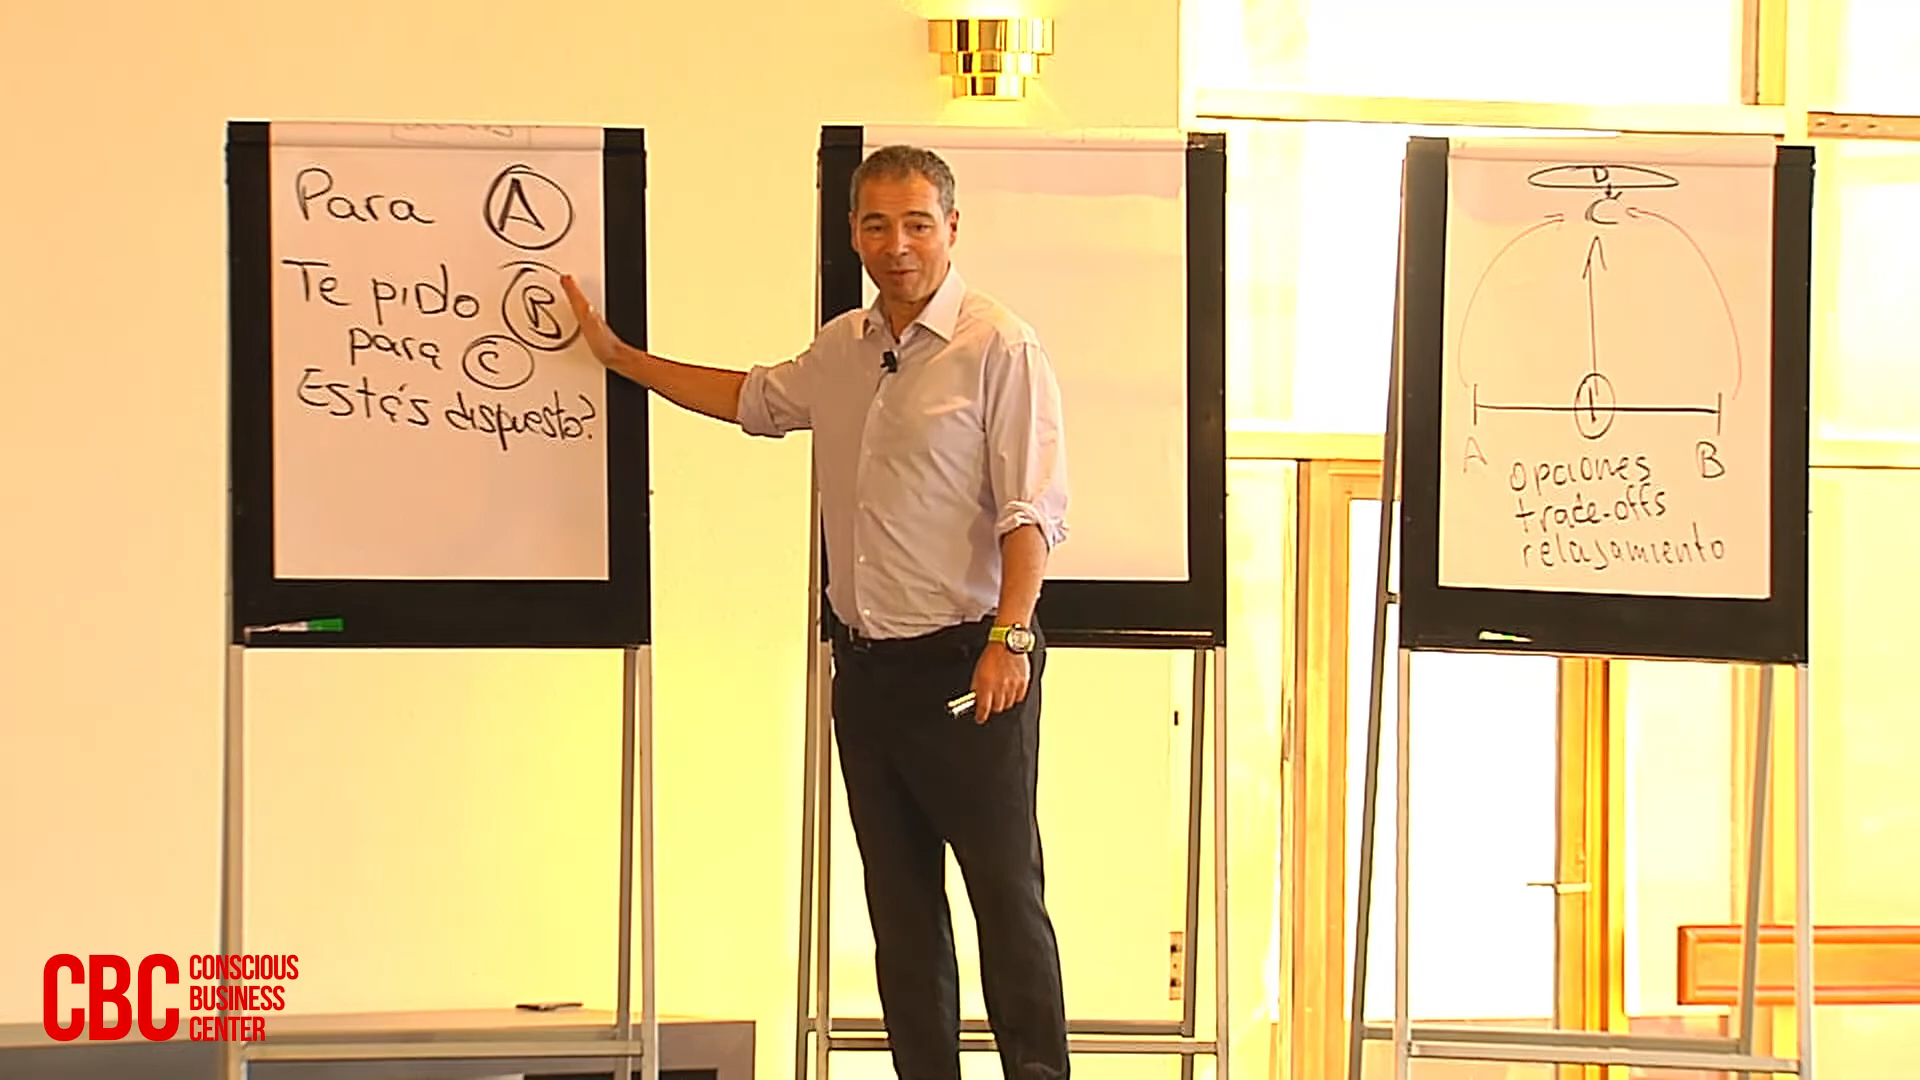 Para A
Te pido B
para C
Estás dispuesto?
D
C
A
B
opciones
trade-offs
relajamiento
CBC
CONSCIOUS
BUSINESS
CENTER